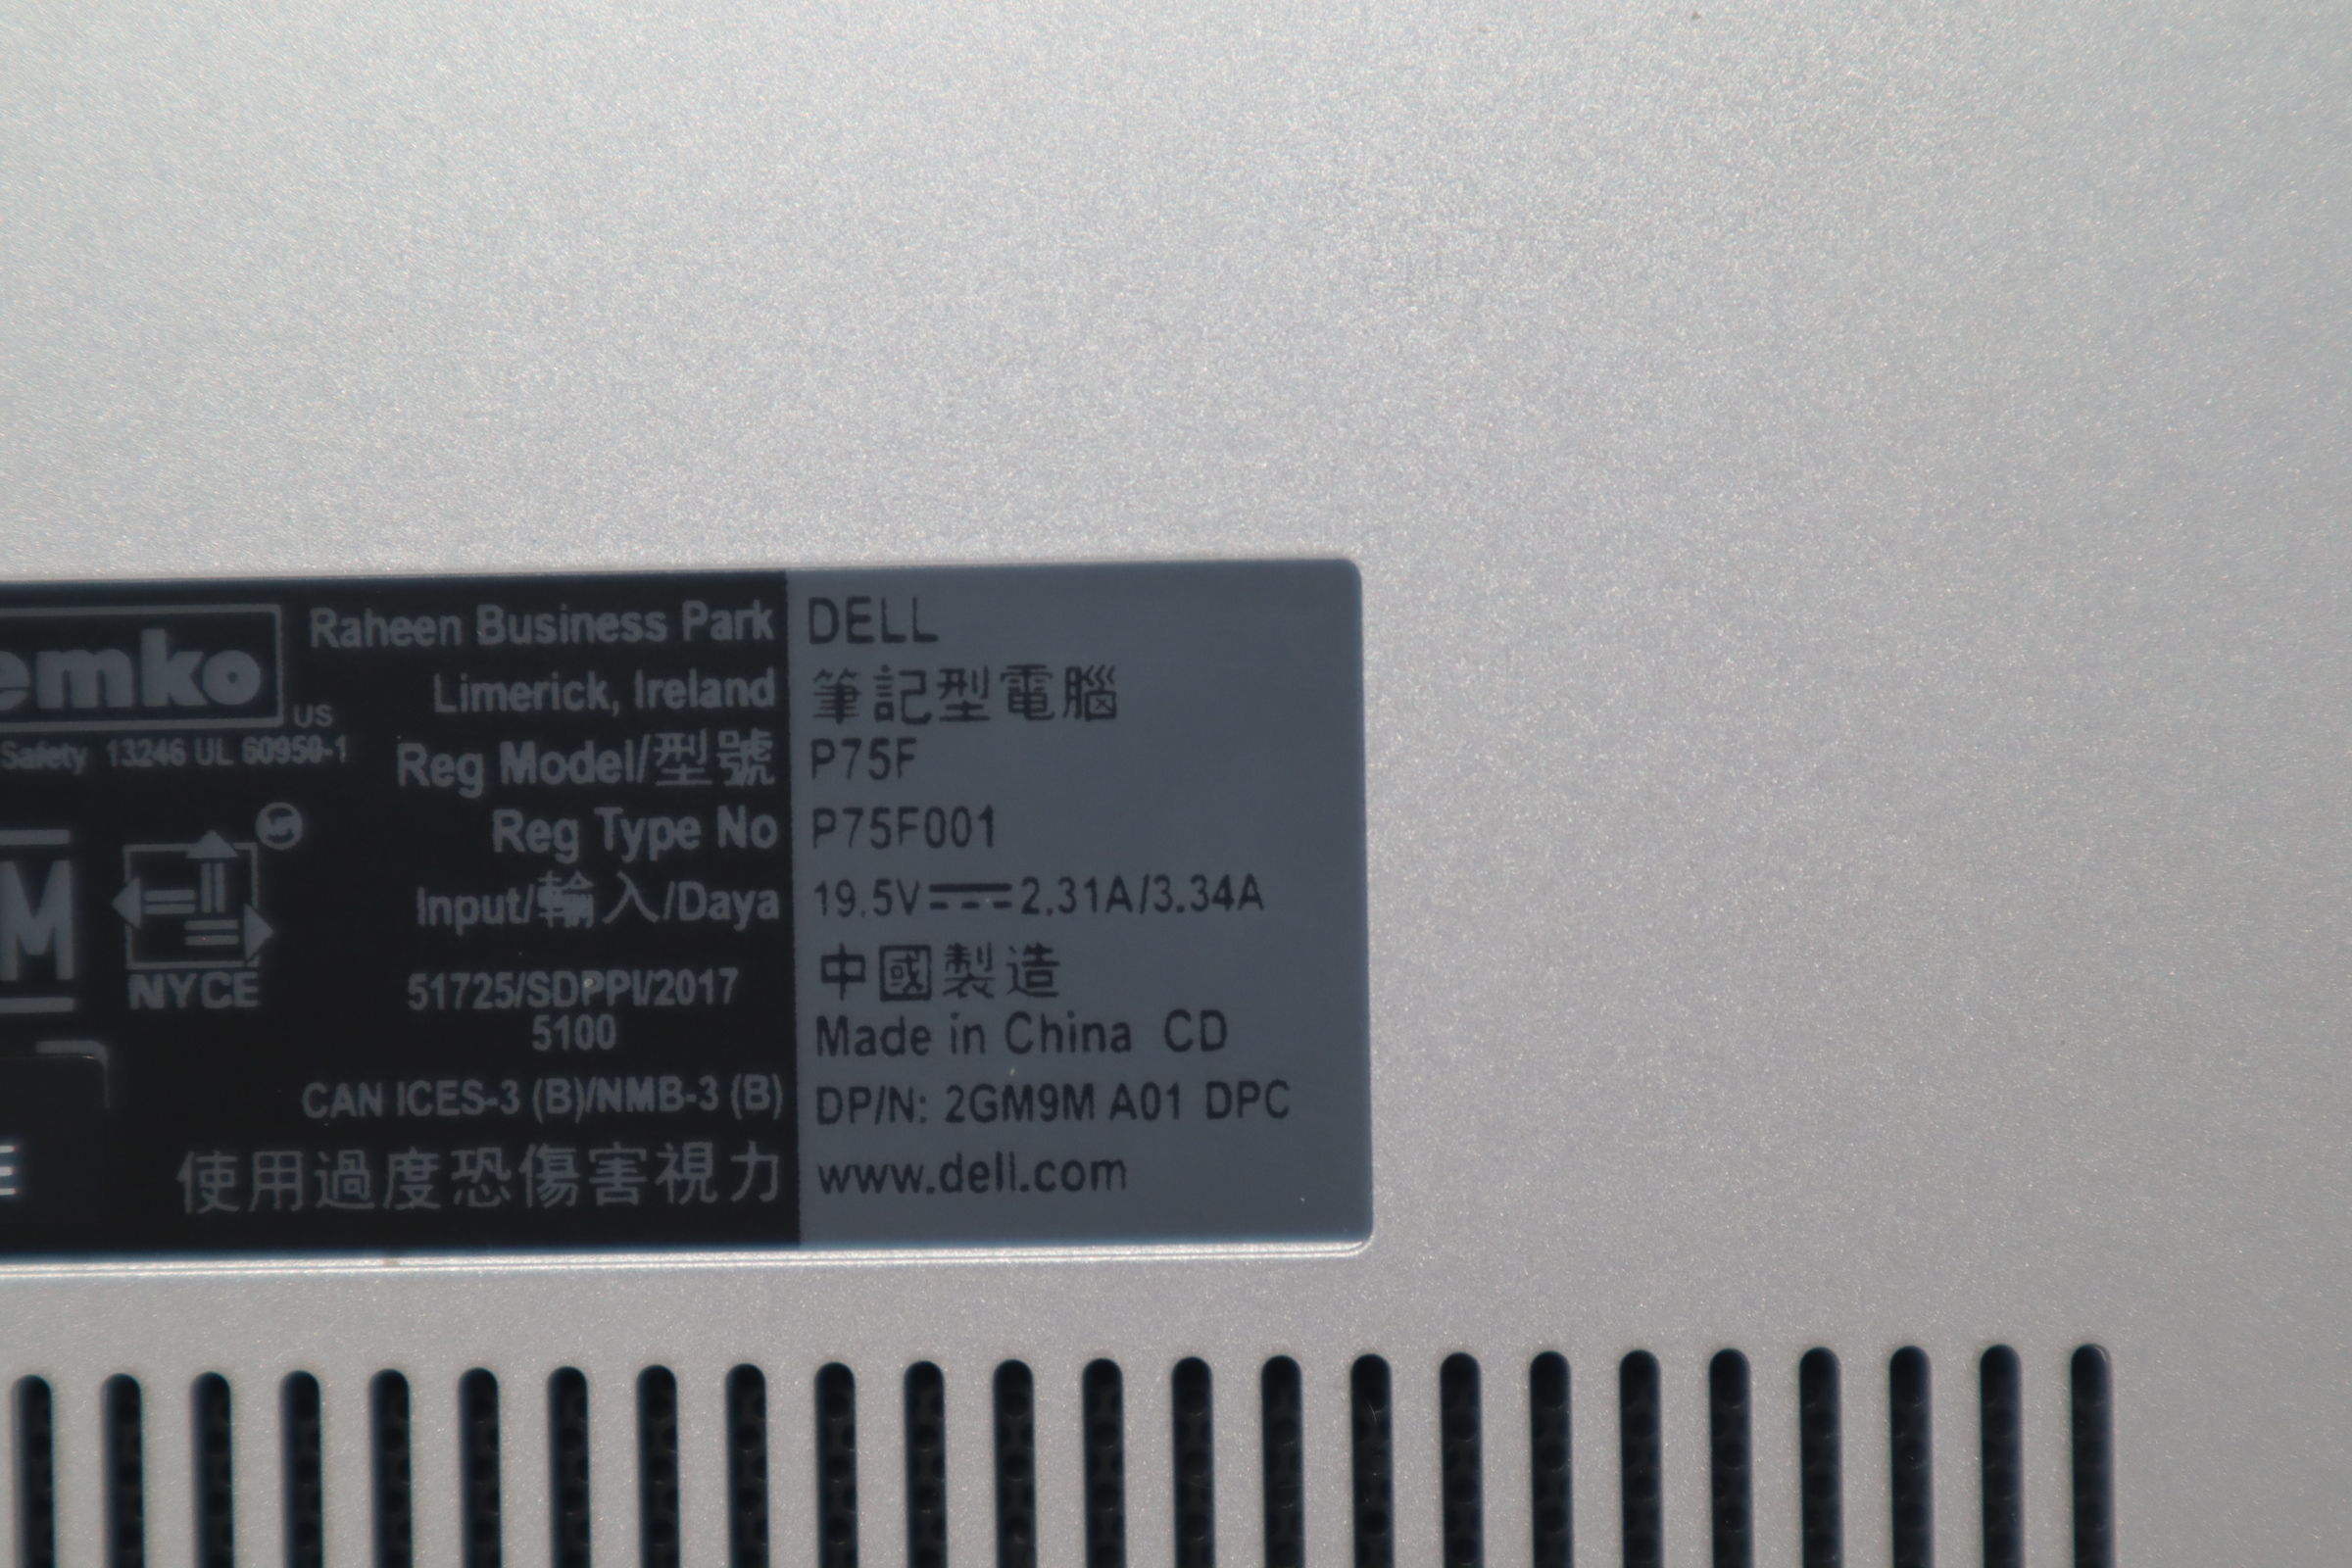 emko
US
Safety 13246 UL 60950-1
M
NYCE
E
Raheen Business Park
Limerick, Ireland
Reg Model/型號
Reg Type No
Input/輸入/Daya
51725/SDPPI/2017
5100
CAN ICES-3 (B)/NMB-3 (B)
使用過度恐傷害視力
DELL
筆記型電腦
P75F
P75F001
19.5V⎓2.31A/3.34A
中國製造
Made in China CD
DP/N: 2GM9M A01 DPC
www.dell.com